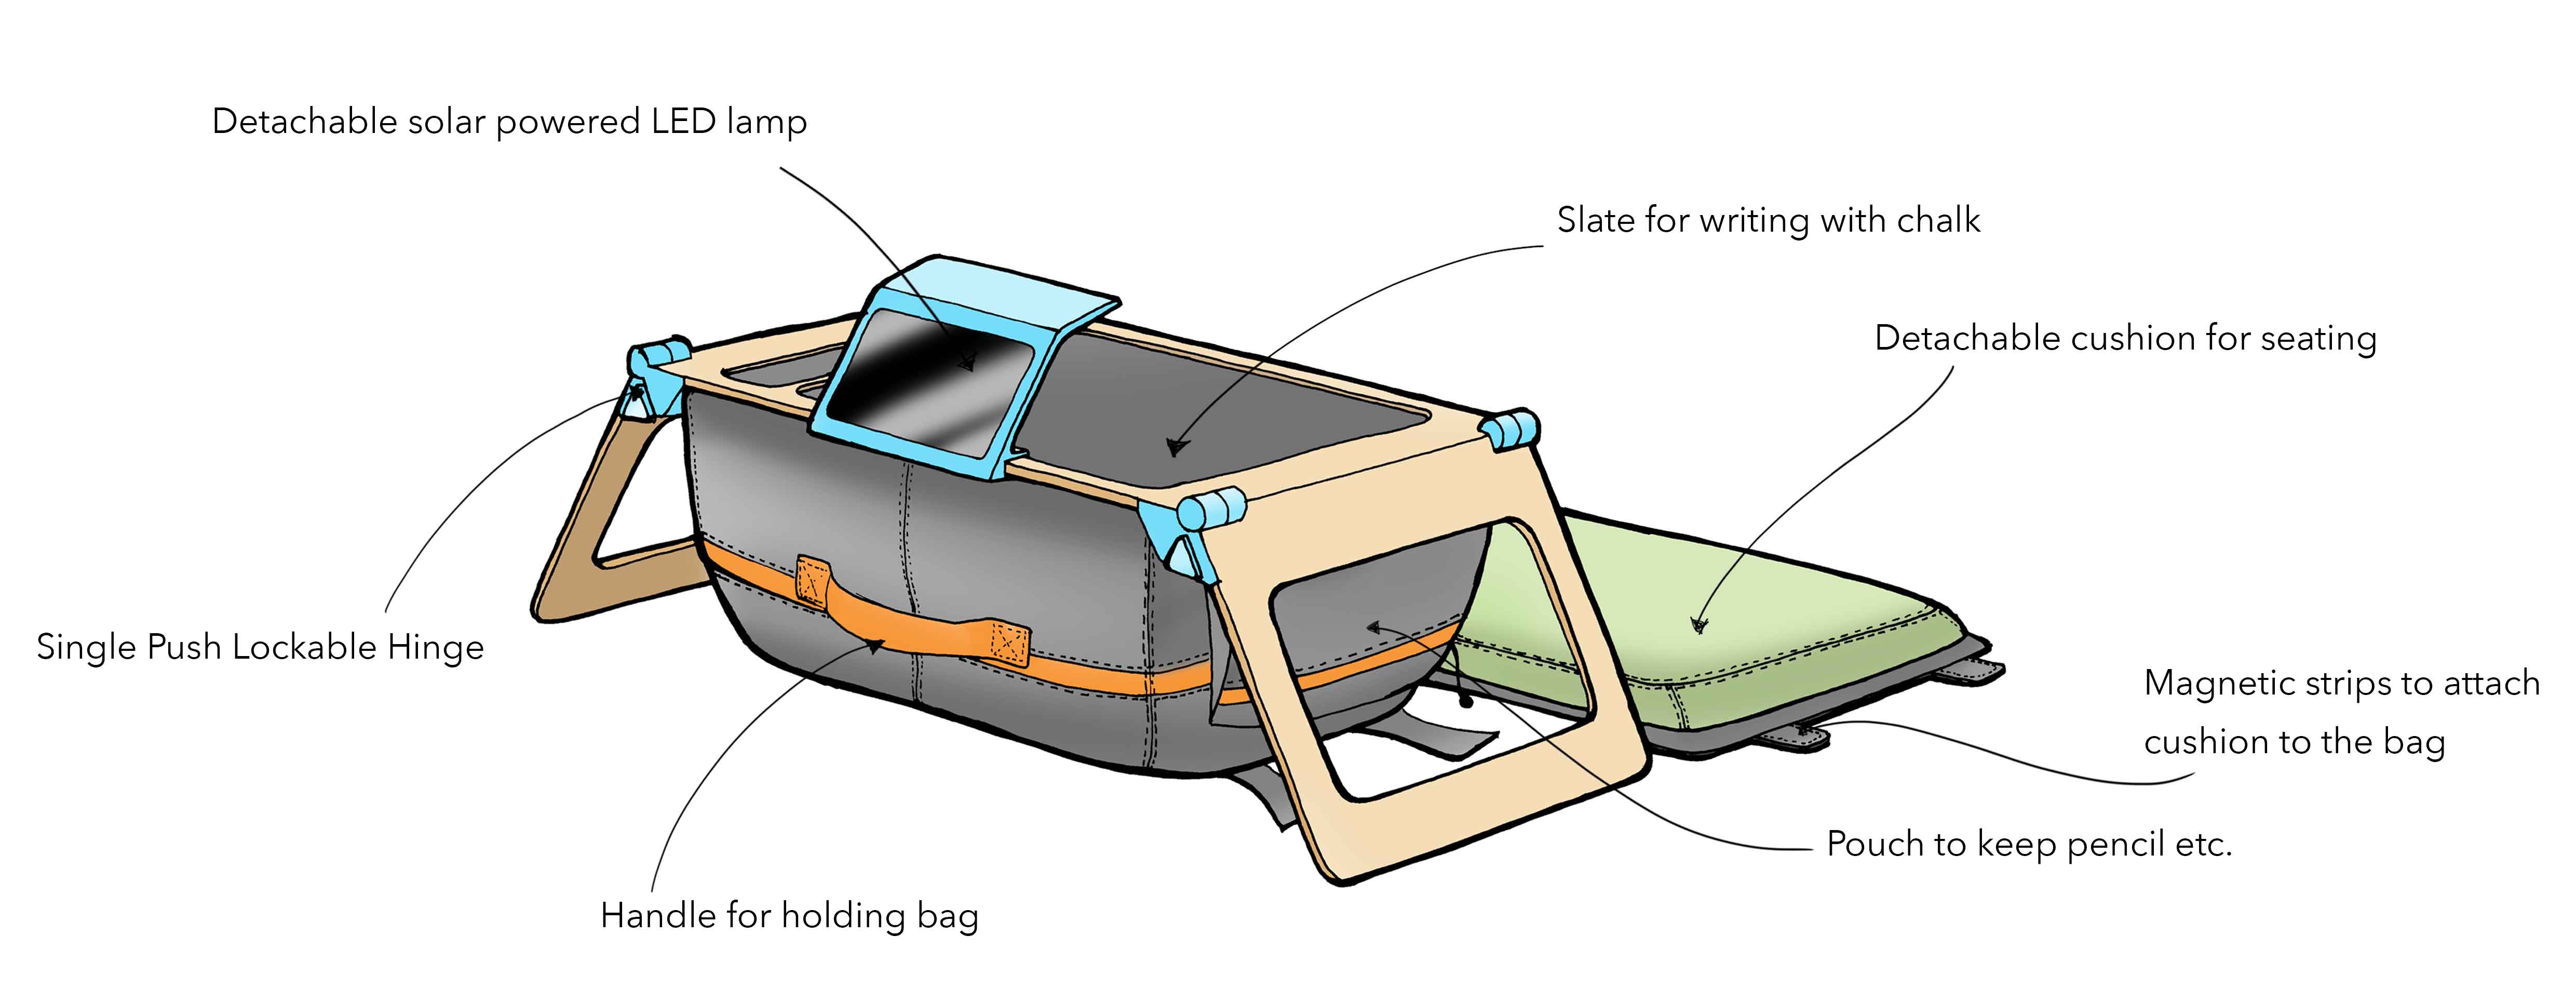 Detachable solar powered LED lamp
Slate for writing with chalk
Detachable cushion for seating
Single Push Lockable Hinge
Magnetic strips to attach
cushion to the bag
Pouch to keep pencil etc.
Handle for holding bag